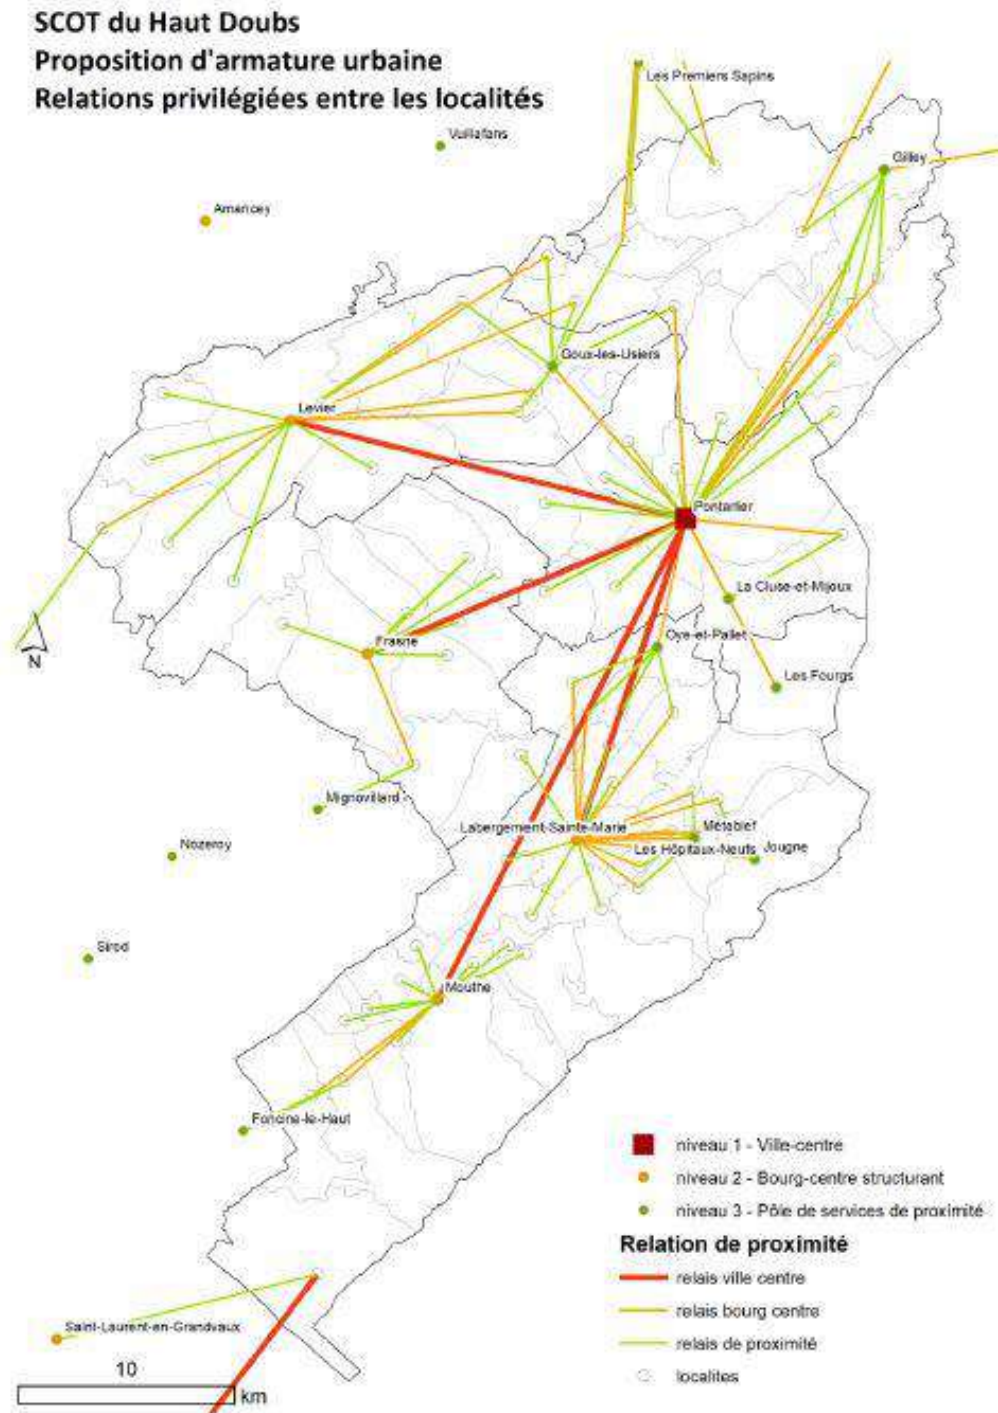 SCOT du Haut Doubs
Proposition d'armature urbaine
Relations privilégiées entre les localités
Les Premiers Sapins
Vuillafans
Gilley
Amancey
Goux-les-Usiers
Levier
Pontarlier
La Cluse-et-Mijoux
Oye-et-Pallet
Frasne
N
Les Fourgs
Mignovillard
Labergement-Sainte-Marie
Métabief
Nozeroy
Les Hôpitaux-Neufs
Jougne
Sirod
Mouthe
Foncine-le-Haut
niveau 1 - Ville-centre
niveau 2 - Bourg-centre structurant
niveau 3 - Pôle de services de proximité
Relation de proximité
relais ville centre
relais bourg centre
relais de proximité
localites
Saint-Laurent-en-Grandvaux
10
km